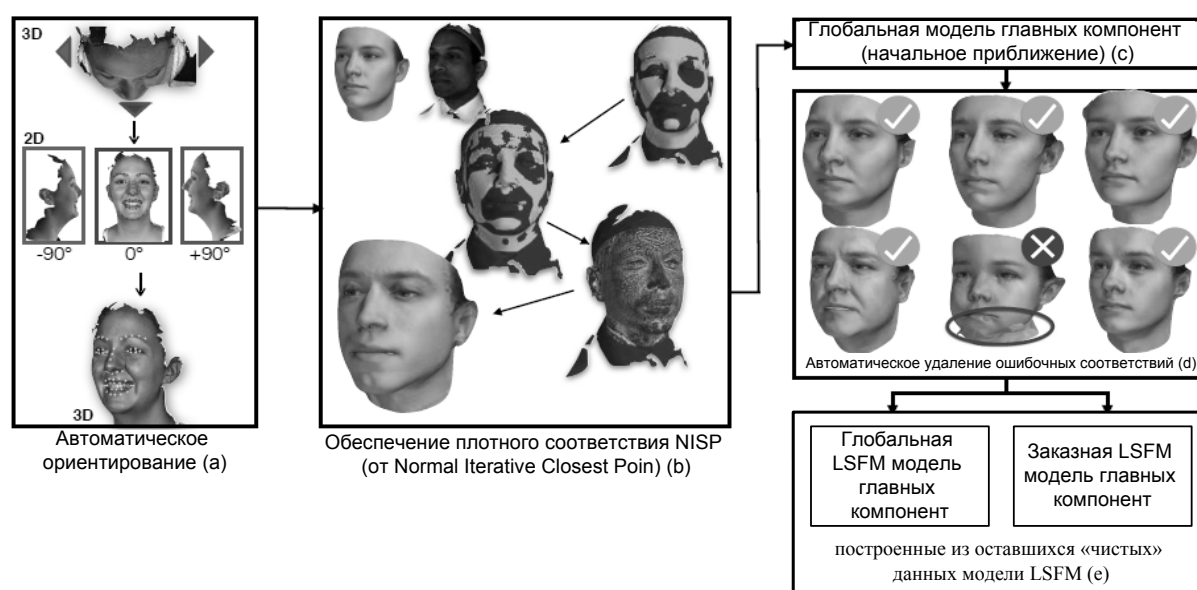 3D
2D
-90°
0°
+90°
3D
Автоматическое
ориентирование (a)
Обеспечение плотного соответствия NISP
(от Normal Iterative Closest Poin) (b)
Глобальная модель главных компонент
(начальное приближение) (c)
Автоматическое удаление ошибочных соответствий (d)
Глобальная
LSFM модель
главных
компонент
Заказная LSFM
модель главных
компонент
построенные из оставшихся «чистых»
данных модели LSFM (e)